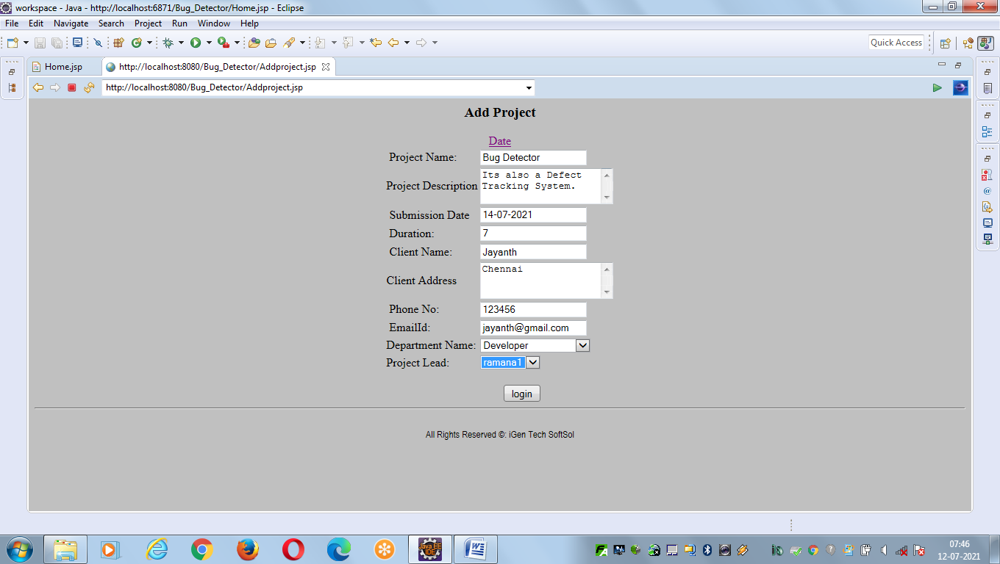 workspace - Java - http://localhost:6871/Bug_Detector/Home.jsp - Eclipse
File Edit Navigate Search Project Run Window Help
Quick Access
Home.jsp http://localhost:8080/Bug_Detector/Addproject.jsp
http://localhost:8080/Bug_Detector/Addproject.jsp
Add Project
Date
Project Name: Bug Detector
Project Description Its also a Defect
Tracking System.
Submission Date 14-07-2021
Duration: 7
Client Name: Jayanth
Client Address Chennai
Phone No: 123456
EmailId: jayanth@gmail.com
Department Name: Developer
Project Lead: ramana1
login
All Rights Reserved ©: iGen Tech SoftSol
Java EE
IDE
07:46
12-07-2021